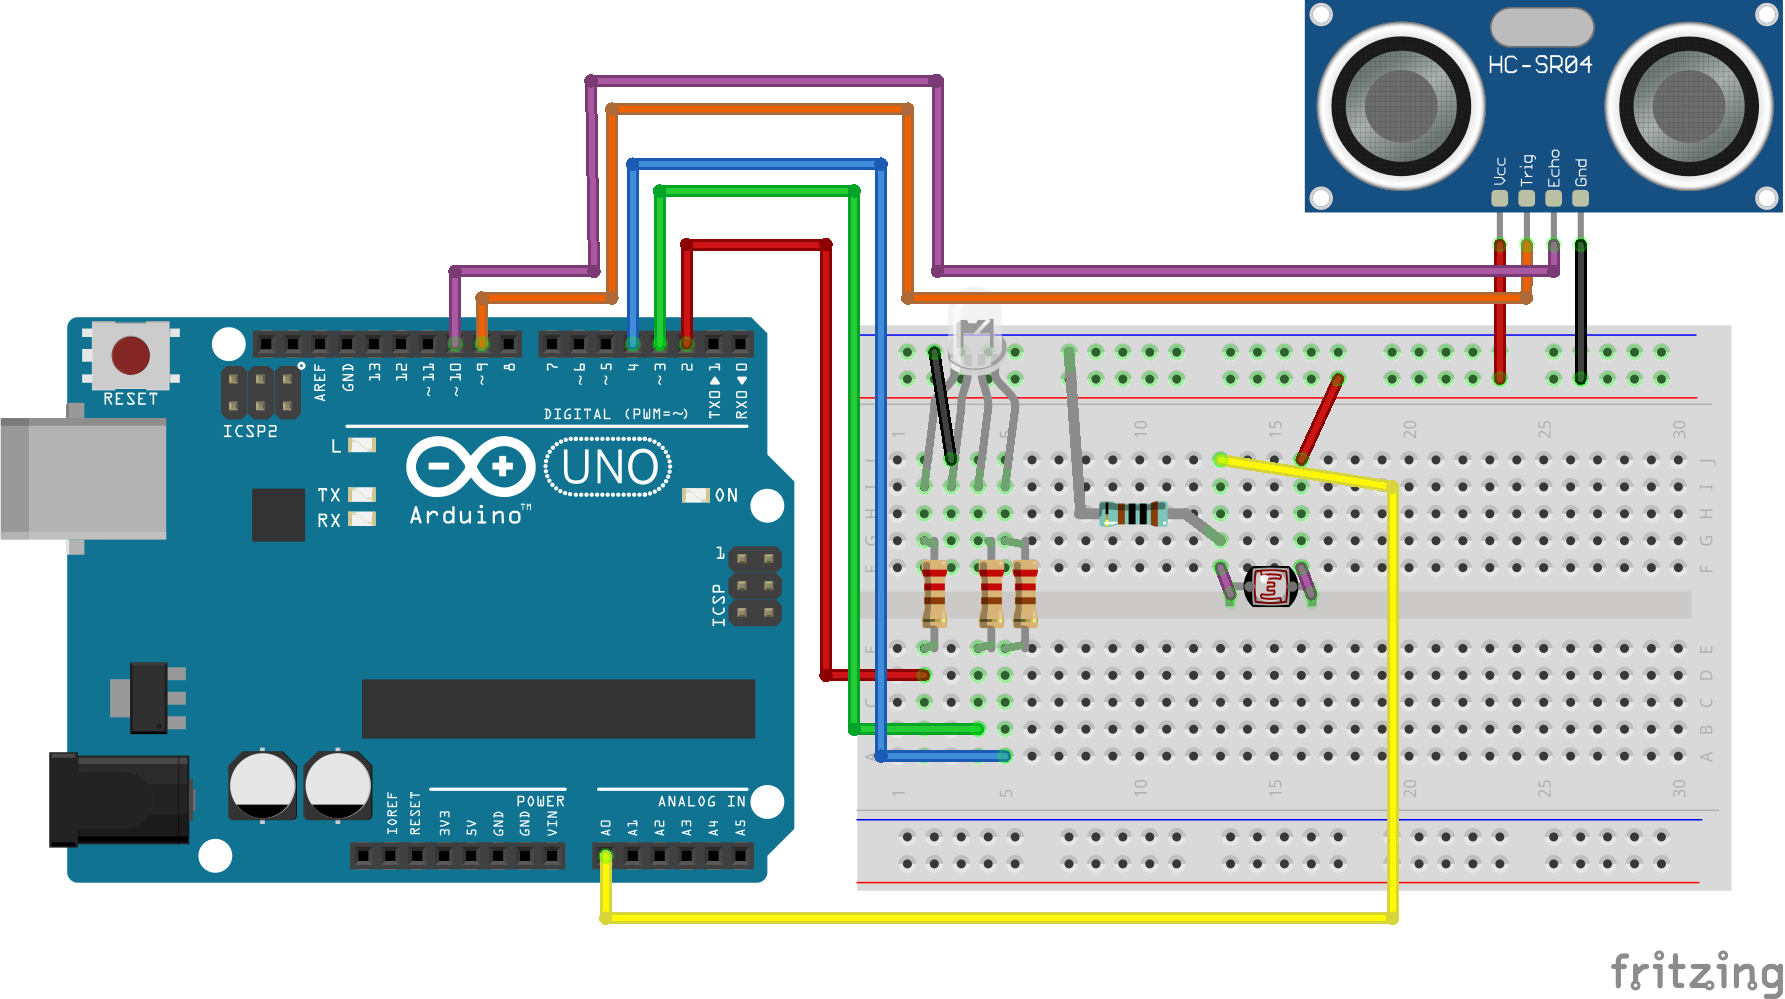 HC-SR04
Vcc
Trig
Echo
Gnd
RESET
ICSP2
AREF
GND
13
12
~11
~10
~9
8
7
~6
~5
4
~3
2
TX0▶1
RX0◀0
DIGITAL (PWM=~)
L
TX
RX
UNO
ON
Arduino™
1
ICSP
IOREF
RESET
3V3
5V
GND
GND
VIN
POWER
A0
A1
A2
A3
A4
A5
ANALOG IN
1
5
10
15
20
25
30
J
J
I
I
H
H
G
G
F
F
E
E
D
D
C
C
B
A
A
1
5
10
15
20
25
30
fritzing